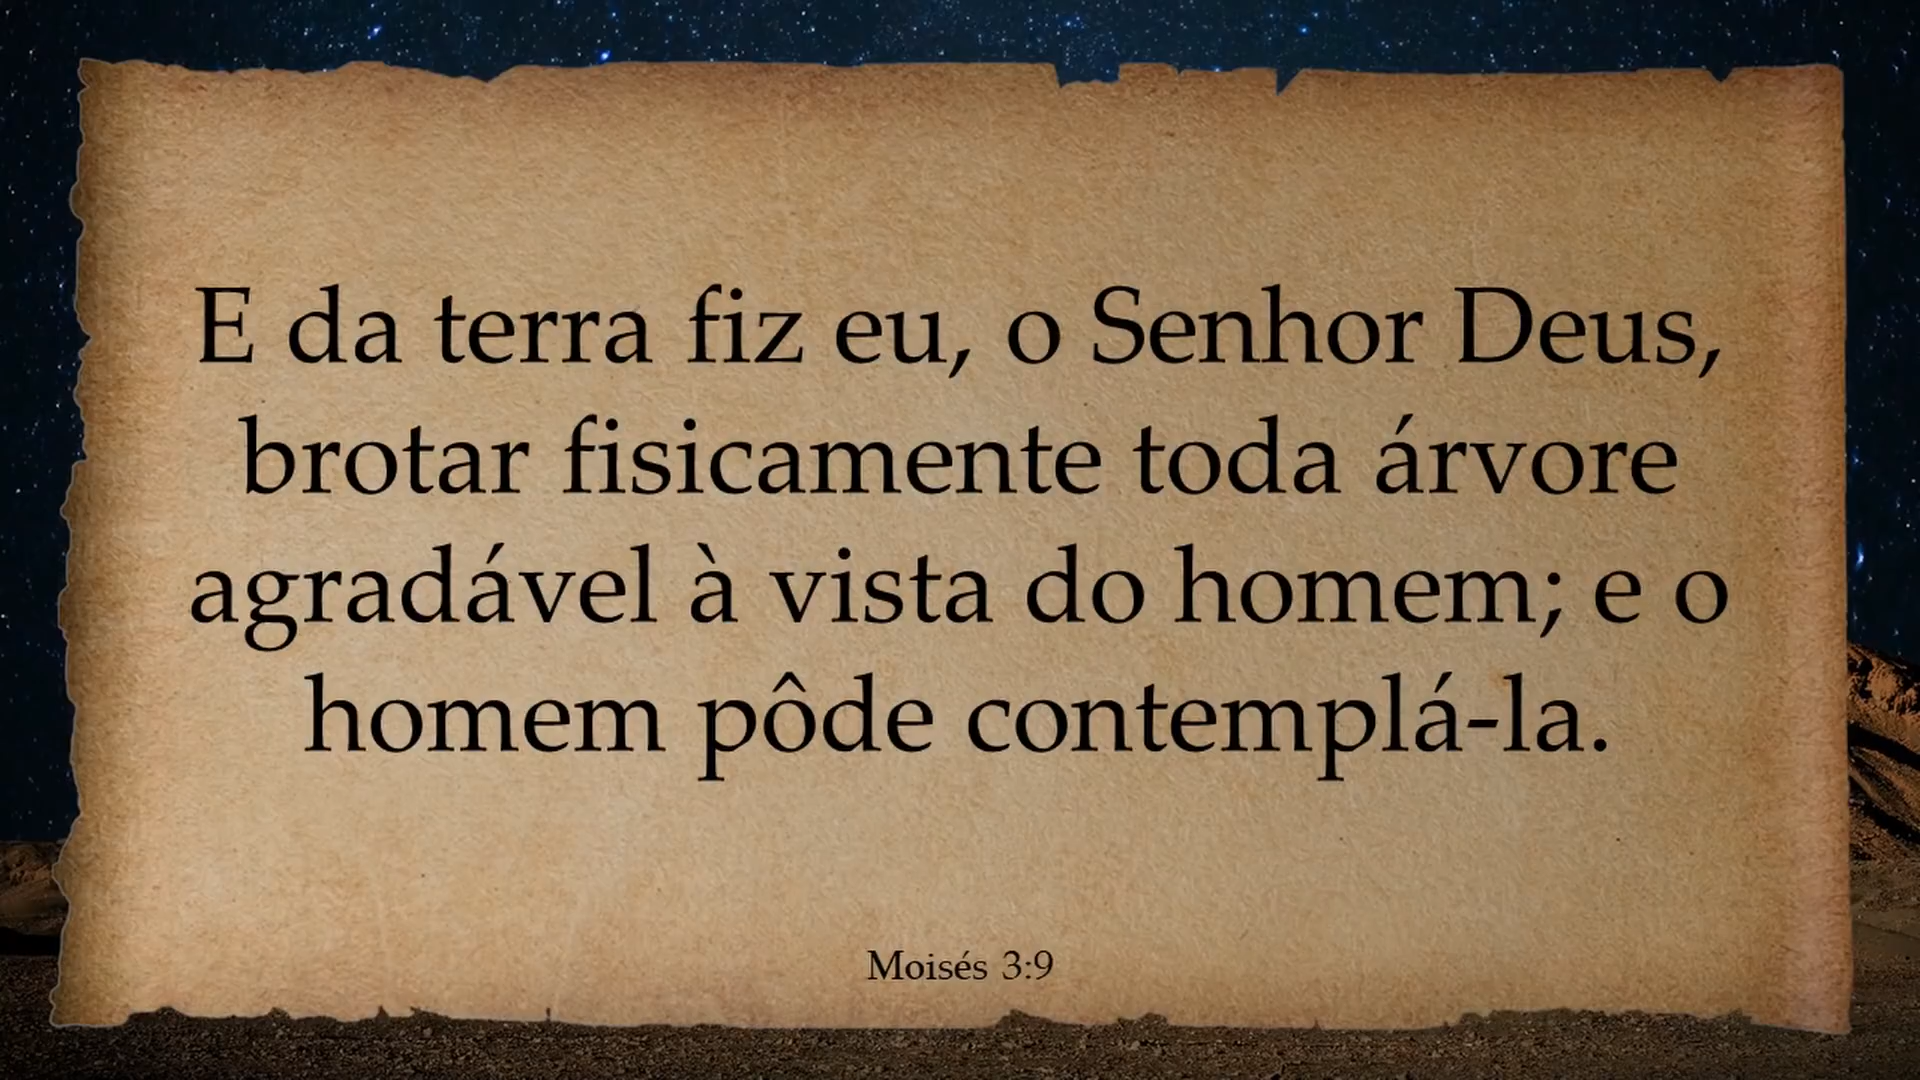 E da terra fiz eu, o Senhor Deus,
brotar fisicamente toda árvore
agradável à vista do homem; e o
homem pôde contemplá-la.
Moisés 3:9